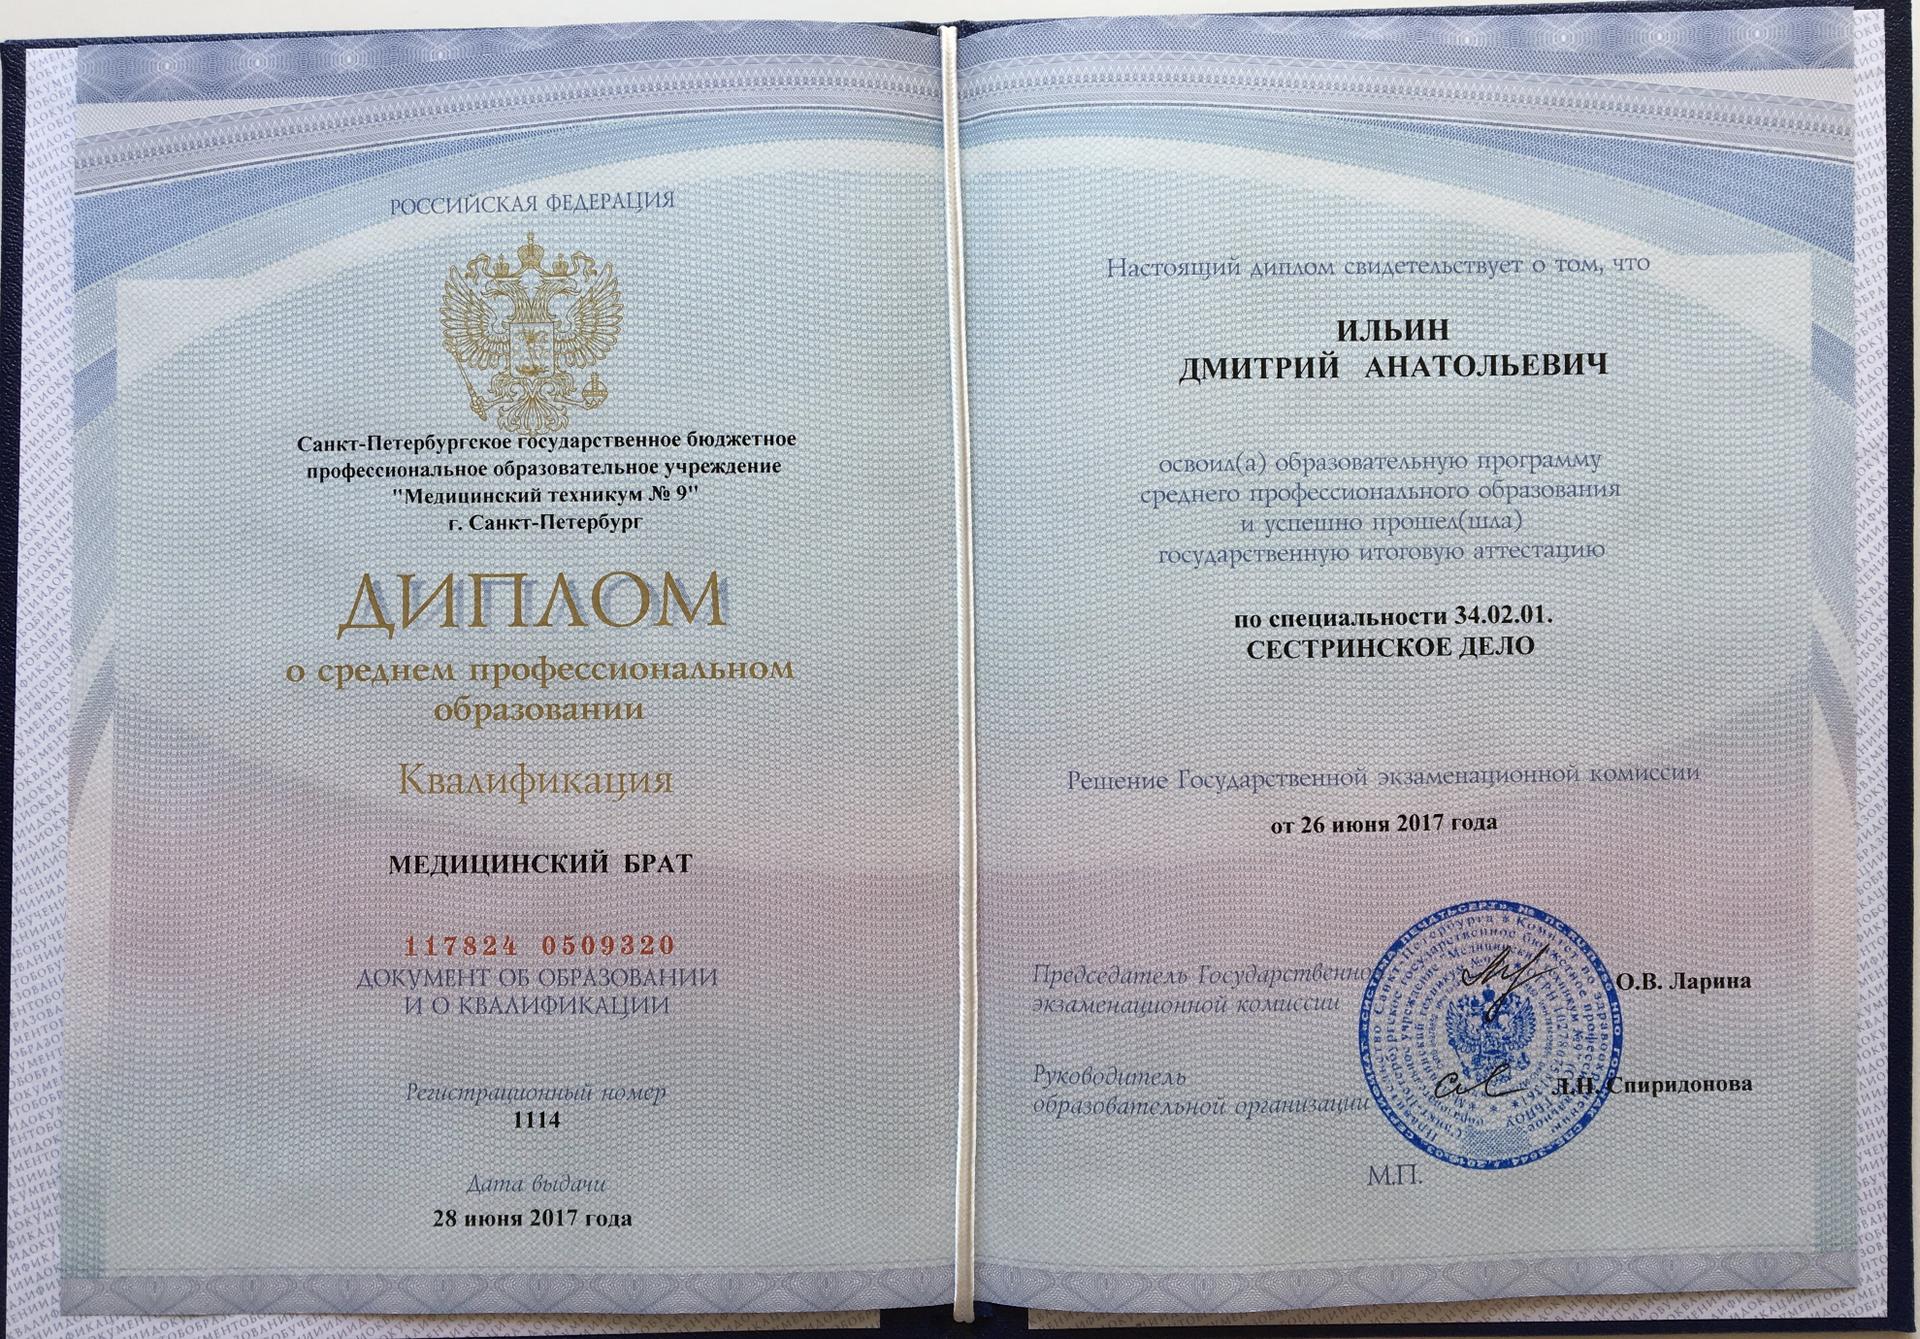 РОССИЙСКАЯ ФЕДЕРАЦИЯ
Санкт-Петербургское государственное бюджетное
профессиональное образовательное учреждение
"Медицинский техникум № 9"
г. Санкт-Петербург
ДИПЛОМ
о среднем профессиональном
образовании
Квалификация
МЕДИЦИНСКИЙ БРАТ
117824 0509320
ДОКУМЕНТ ОБ ОБРАЗОВАНИИ
И О КВАЛИФИКАЦИИ
Регистрационный номер
1114
Дата выдачи
28 июня 2017 года
Настоящий диплом свидетельствует о том, что
ИЛЬИН
ДМИТРИЙ АНАТОЛЬЕВИЧ
освоил(а) образовательную программу
среднего профессионального образования
и успешно прошел(шла)
государственную итоговую аттестацию
по специальности 34.02.01.
СЕСТРИНСКОЕ ДЕЛО
Решение Государственной экзаменационной комиссии
от 26 июня 2017 года
Председатель Государственно
экзаменационной комиссии
О.В. Ларина
Руководитель
образовательной организации
Л.Н. Спиридонова
М.П.